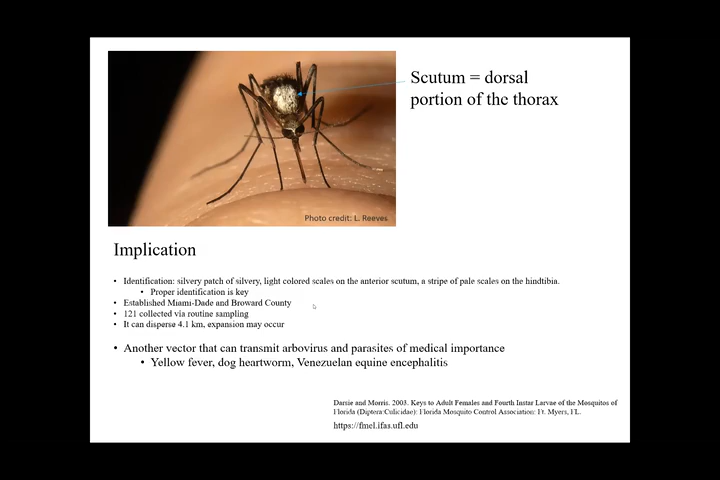 Scutum = dorsal
portion of the thorax
Photo credit: L. Reeves
Implication
• Identification: silvery patch of silvery, light colored scales on the anterior scutum, a stripe of pale scales on the hindtibia.
• Proper identification is key
• Established Miami-Dade and Broward County
• 121 collected via routine sampling
• It can disperse 4.1 km, expansion may occur
• Another vector that can transmit arbovirus and parasites of medical importance
• Yellow fever, dog heartworm, Venezuelan equine encephalitis
Darsie and Morris. 2003. Keys to Adult Females and Fourth Instar Larvae of the Mosquitos of
Florida (Diptera:Culicidae): Florida Mosquito Control Association: Ft. Myers, FL.
https://fmel.ifas.ufl.edu